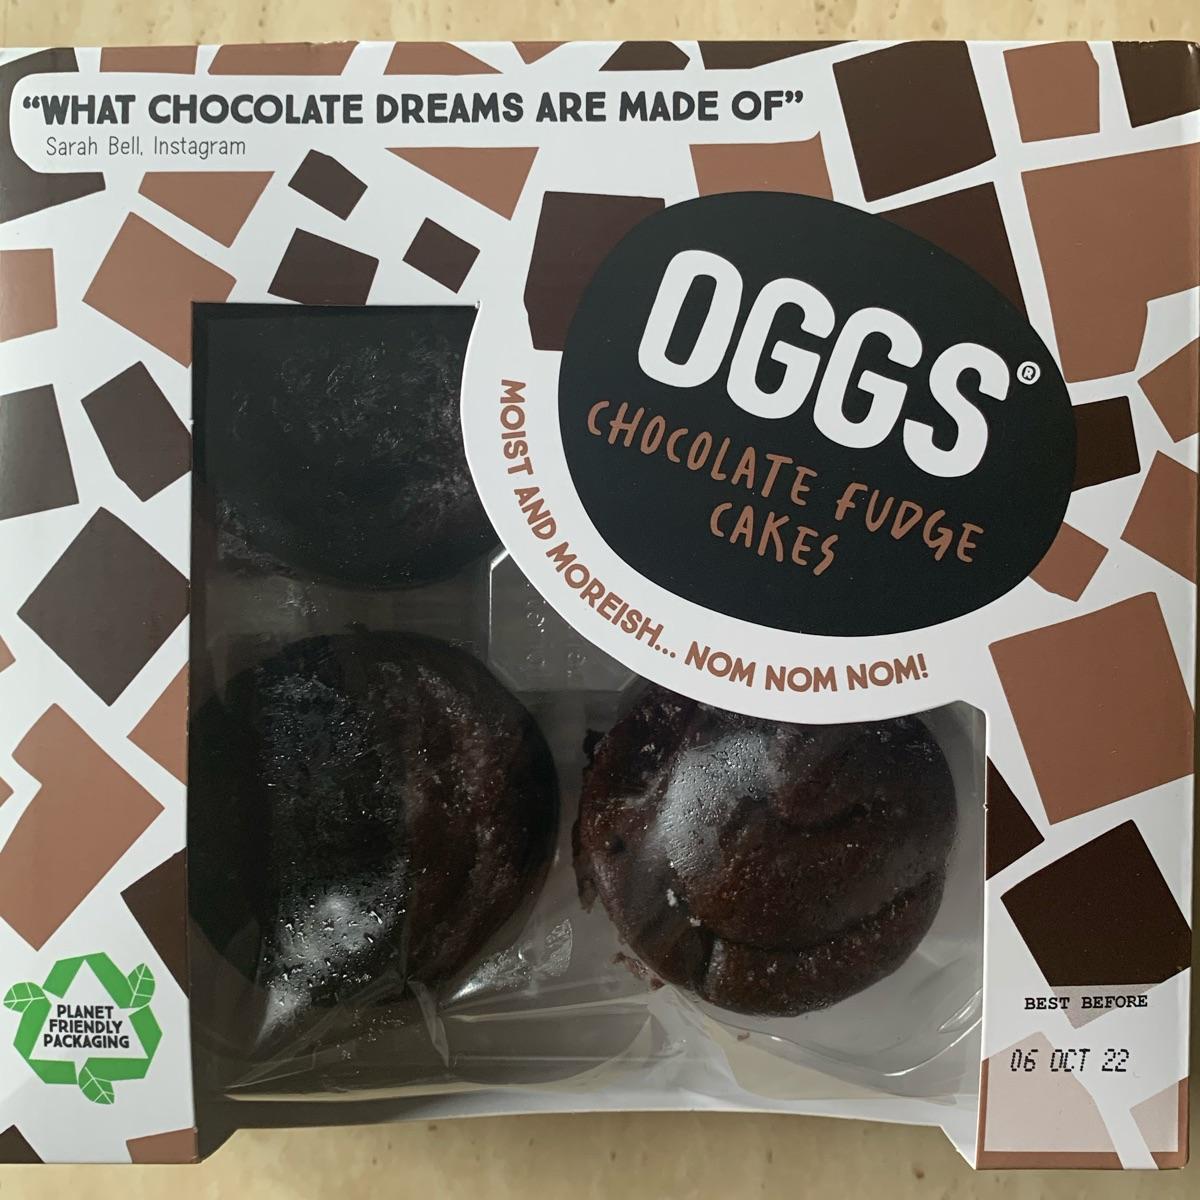 “WHAT CHOCOLATE DREAMS ARE MADE OF”
Sarah Bell, Instagram
OGGS®
CHOCOLATE FUDGE
CAKES
MOIST AND MOREISH... NOM NOM NOM!
PLANET
FRIENDLY
PACKAGING
BEST BEFORE
06 OCT 22